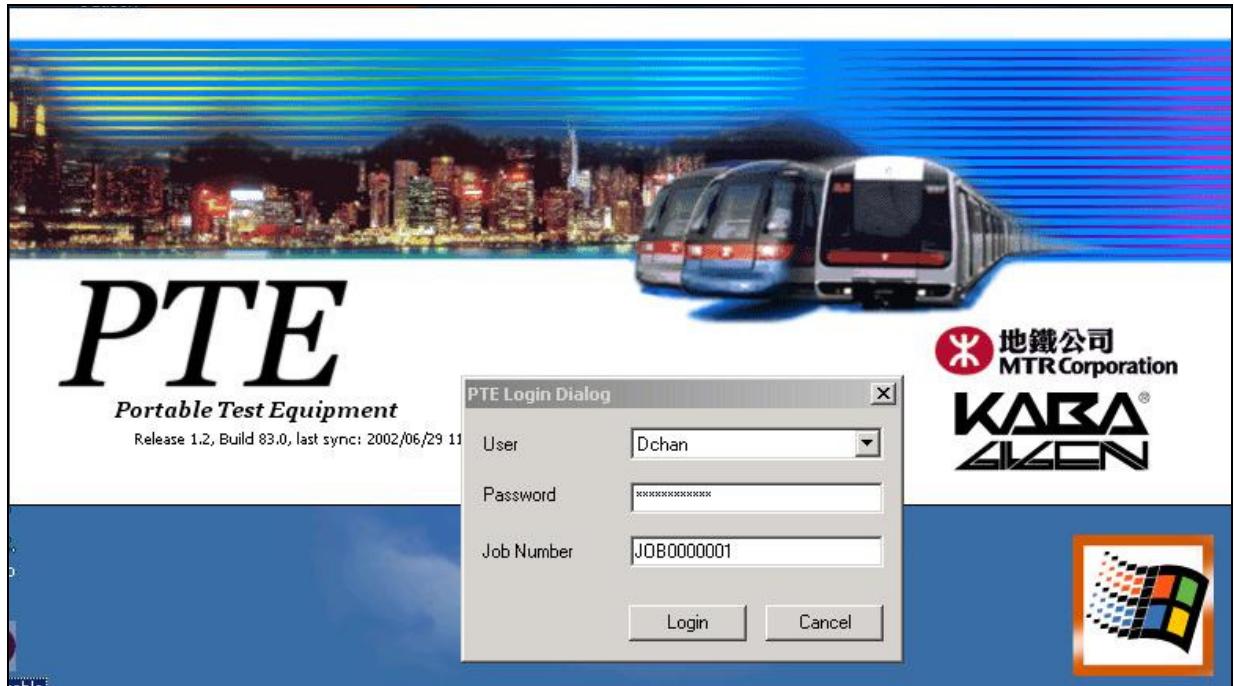 PTE
Portable Test Equipment
Release 1.2, Build 83.0, last sync: 2002/06/29 11
地鐵公司
MTR Corporation
KABA®
PTE Login Dialog
User
Dchan
Password
************
Job Number
JOB0000001
Login
Cancel